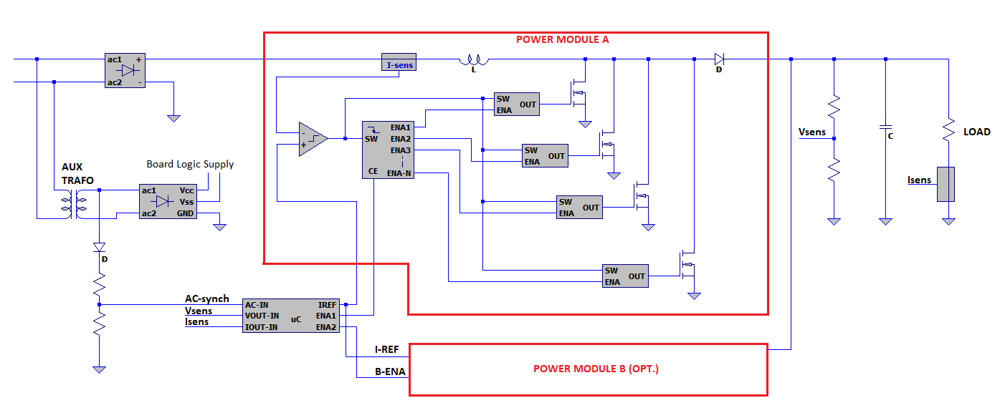 POWER MODULE A
ac1 +
ac2 -
I-sens
L
D
SW
ENA OUT
ENA1
SW ENA2
ENA3
CE ENA-N
-
+
SW
ENA OUT
SW
ENA OUT
SW
ENA OUT
Vsens
C
LOAD
Isens
AUX
TRAFO
Board Logic Supply
ac1 Vcc
ac2 Vss
GND
D
AC-synch
Vsens
Isens
AC-IN IREF
VOUT-IN uC ENA1
IOUT-IN ENA2
I-REF
B-ENA
POWER MODULE B (OPT.)